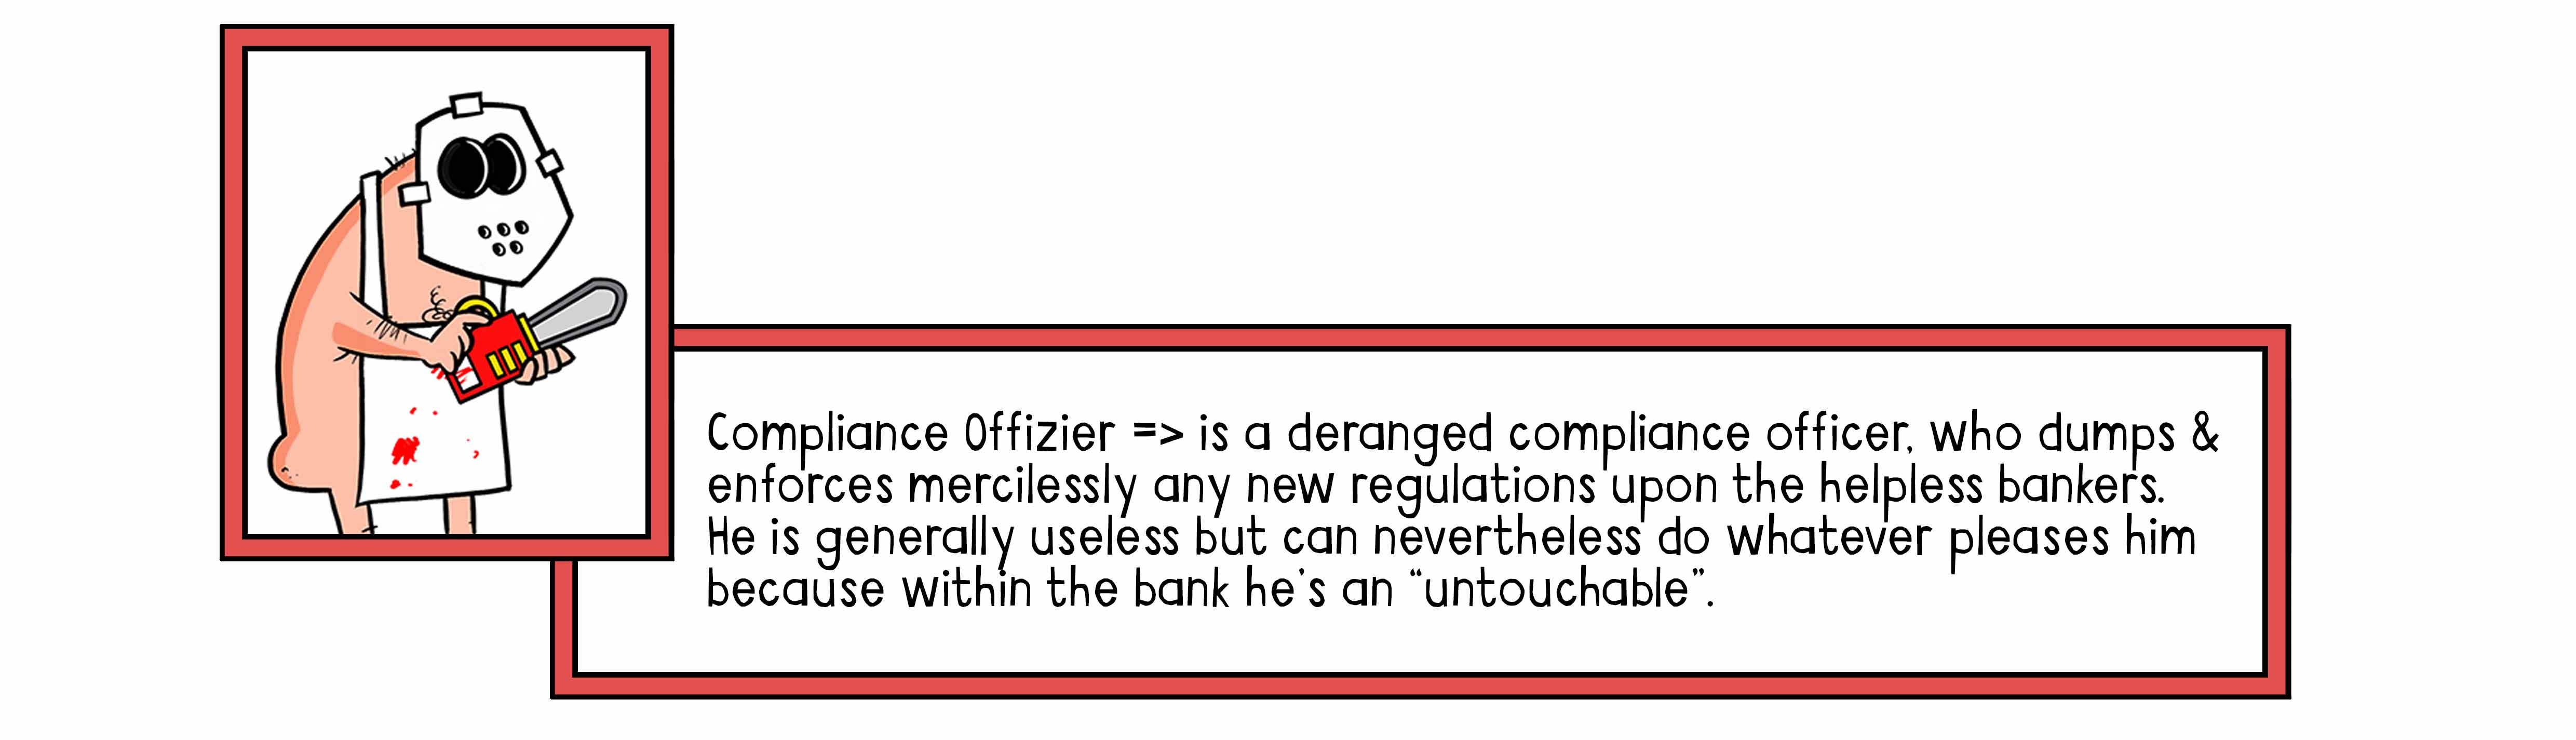 Compliance Offizier => is a deranged compliance officer, who dumps &
enforces mercilessly any new regulations upon the helpless bankers.
He is generally useless but can nevertheless do whatever pleases him
because within the bank he's an “untouchable”.